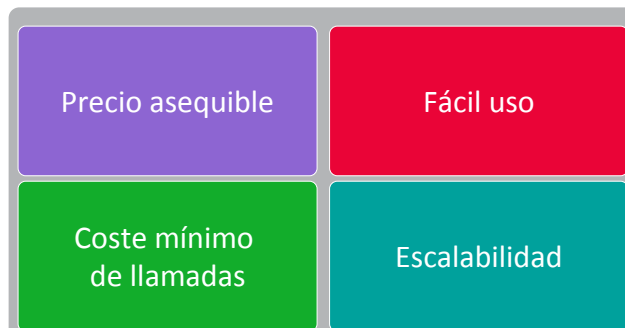 Precio asequible
Fácil uso
Coste mínimo
de llamadas
Escalabilidad